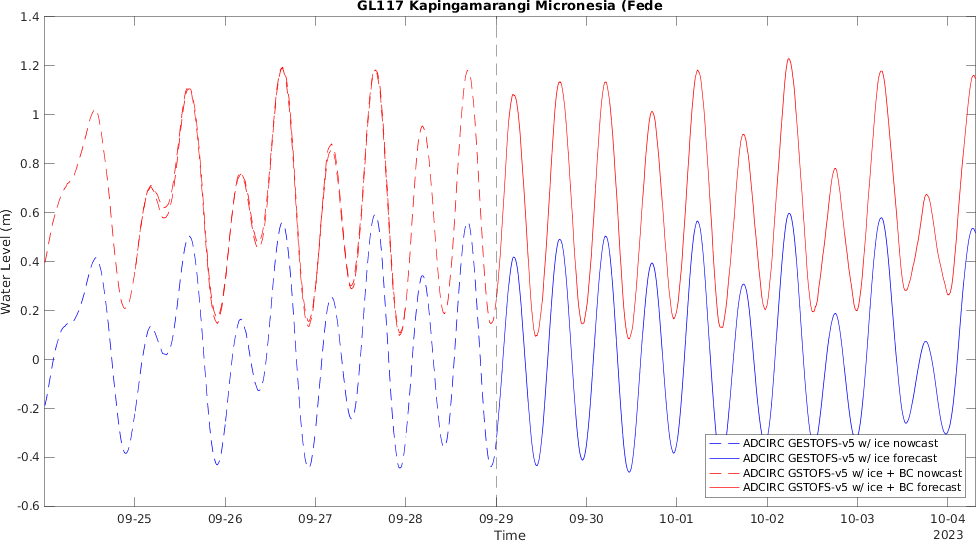 GL117 Kapingamarangi Micronesia (Fede
1.4
1.2
1
0.8
0.6
0.4
0.2
0
-0.2
-0.4
-0.6
Water Level (m)
ADCIRC GESTOFS-v5 w/ ice nowcast
ADCIRC GESTOFS-v5 w/ ice forecast
ADCIRC GSTOFS-v5 w/ ice + BC nowcast
ADCIRC GSTOFS-v5 w/ ice + BC forecast
09-25 09-26 09-27 09-28 09-29 09-30 10-01 10-02 10-03 10-04
Time 2023